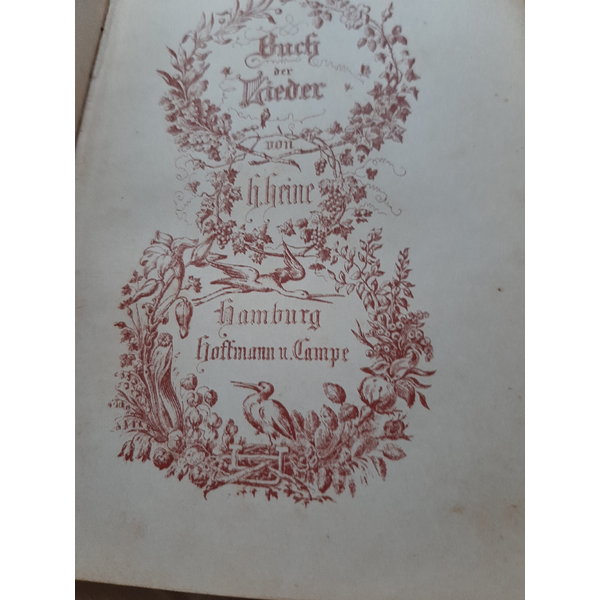 Buch
der
Lieder
von
H. Heine
Hamburg
Hoffmann u. Campe